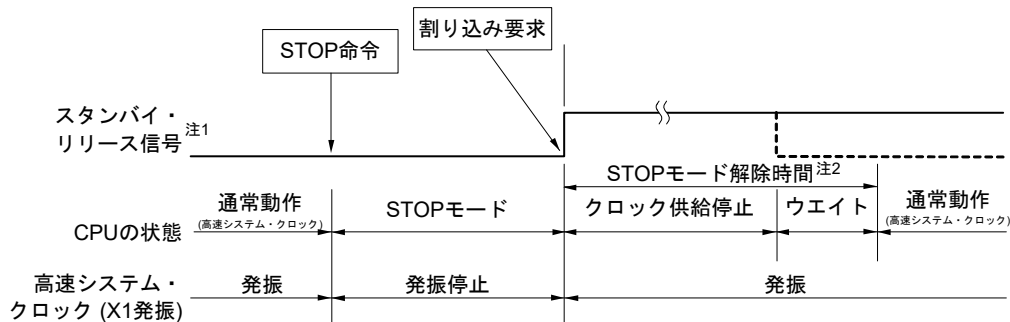 割り込み要求
STOP命令
スタンバイ・
リリース信号注1
STOPモード解除時間注2
通常動作
(高速システム・クロック)
STOPモード
クロック供給停止
ウエイト
通常動作
(高速システム・クロック)
CPUの状態
高速システム・
クロック (X1発振)
発振
発振停止
発振